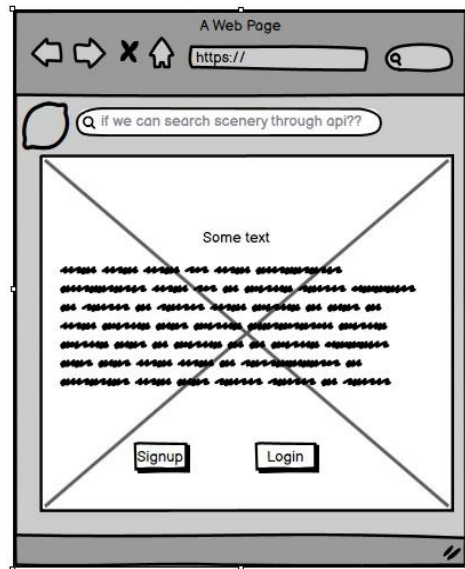 A Web Page
https://
if we can search scenery through api??
Some text
Signup
Login